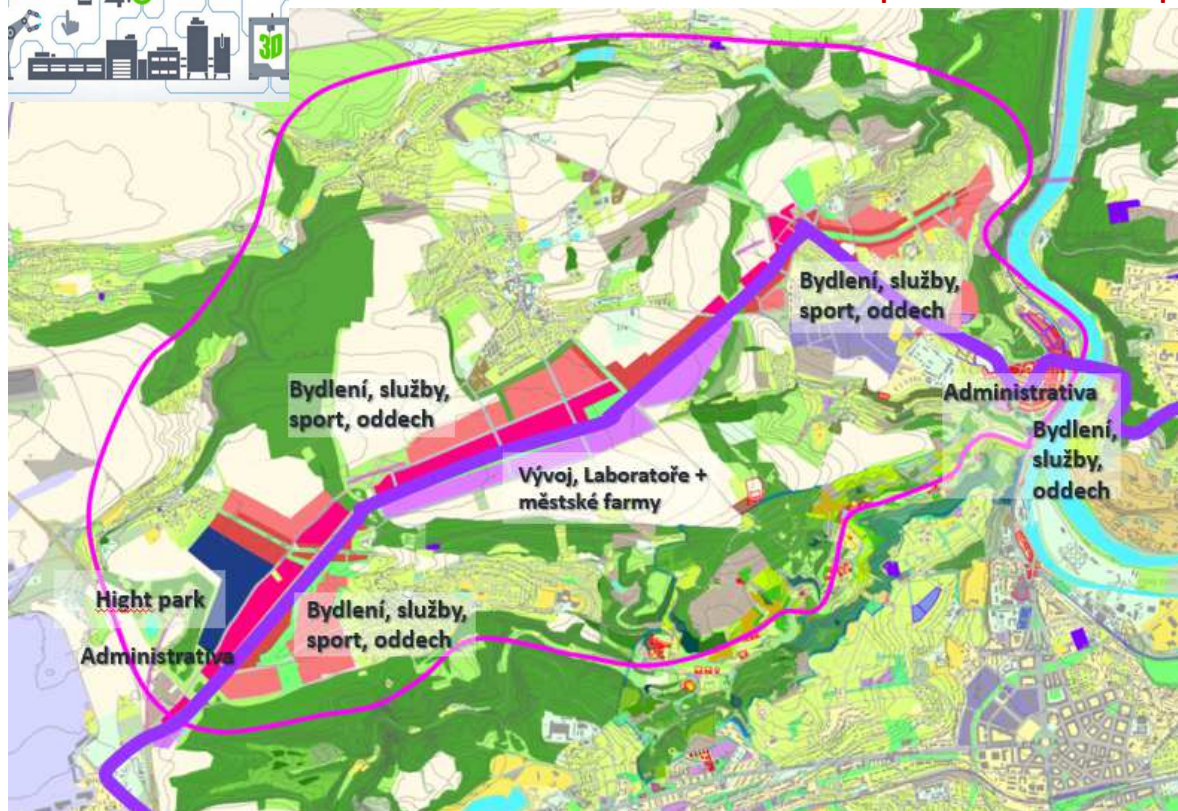 3D
Bydlení, služby,
sport, oddech
Bydlení, služby,
sport, oddech
Administrativa
Bydlení,
služby,
oddech
Vývoj, Laboratoře +
městské farmy
Hight park
Administrativa
Bydlení, služby,
sport, oddech